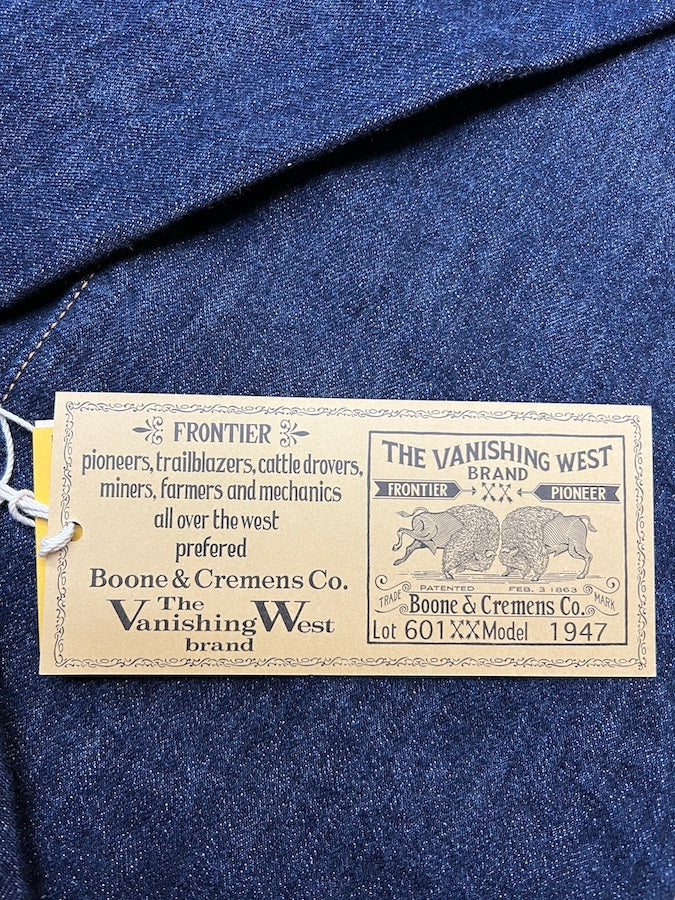 FRONTIER
pioneers, trailblazers, cattle drovers,
miners, farmers and mechanics
all over the west
prefered
Boone & Cremens Co.
The
Vanishing West
brand
THE VANISHING WEST
BRAND
FRONTIER XX PIONEER
PATENTED FEB. 3 1863
TRADE MARK
Boone & Cremens Co.
Lot 601XX Model 1947